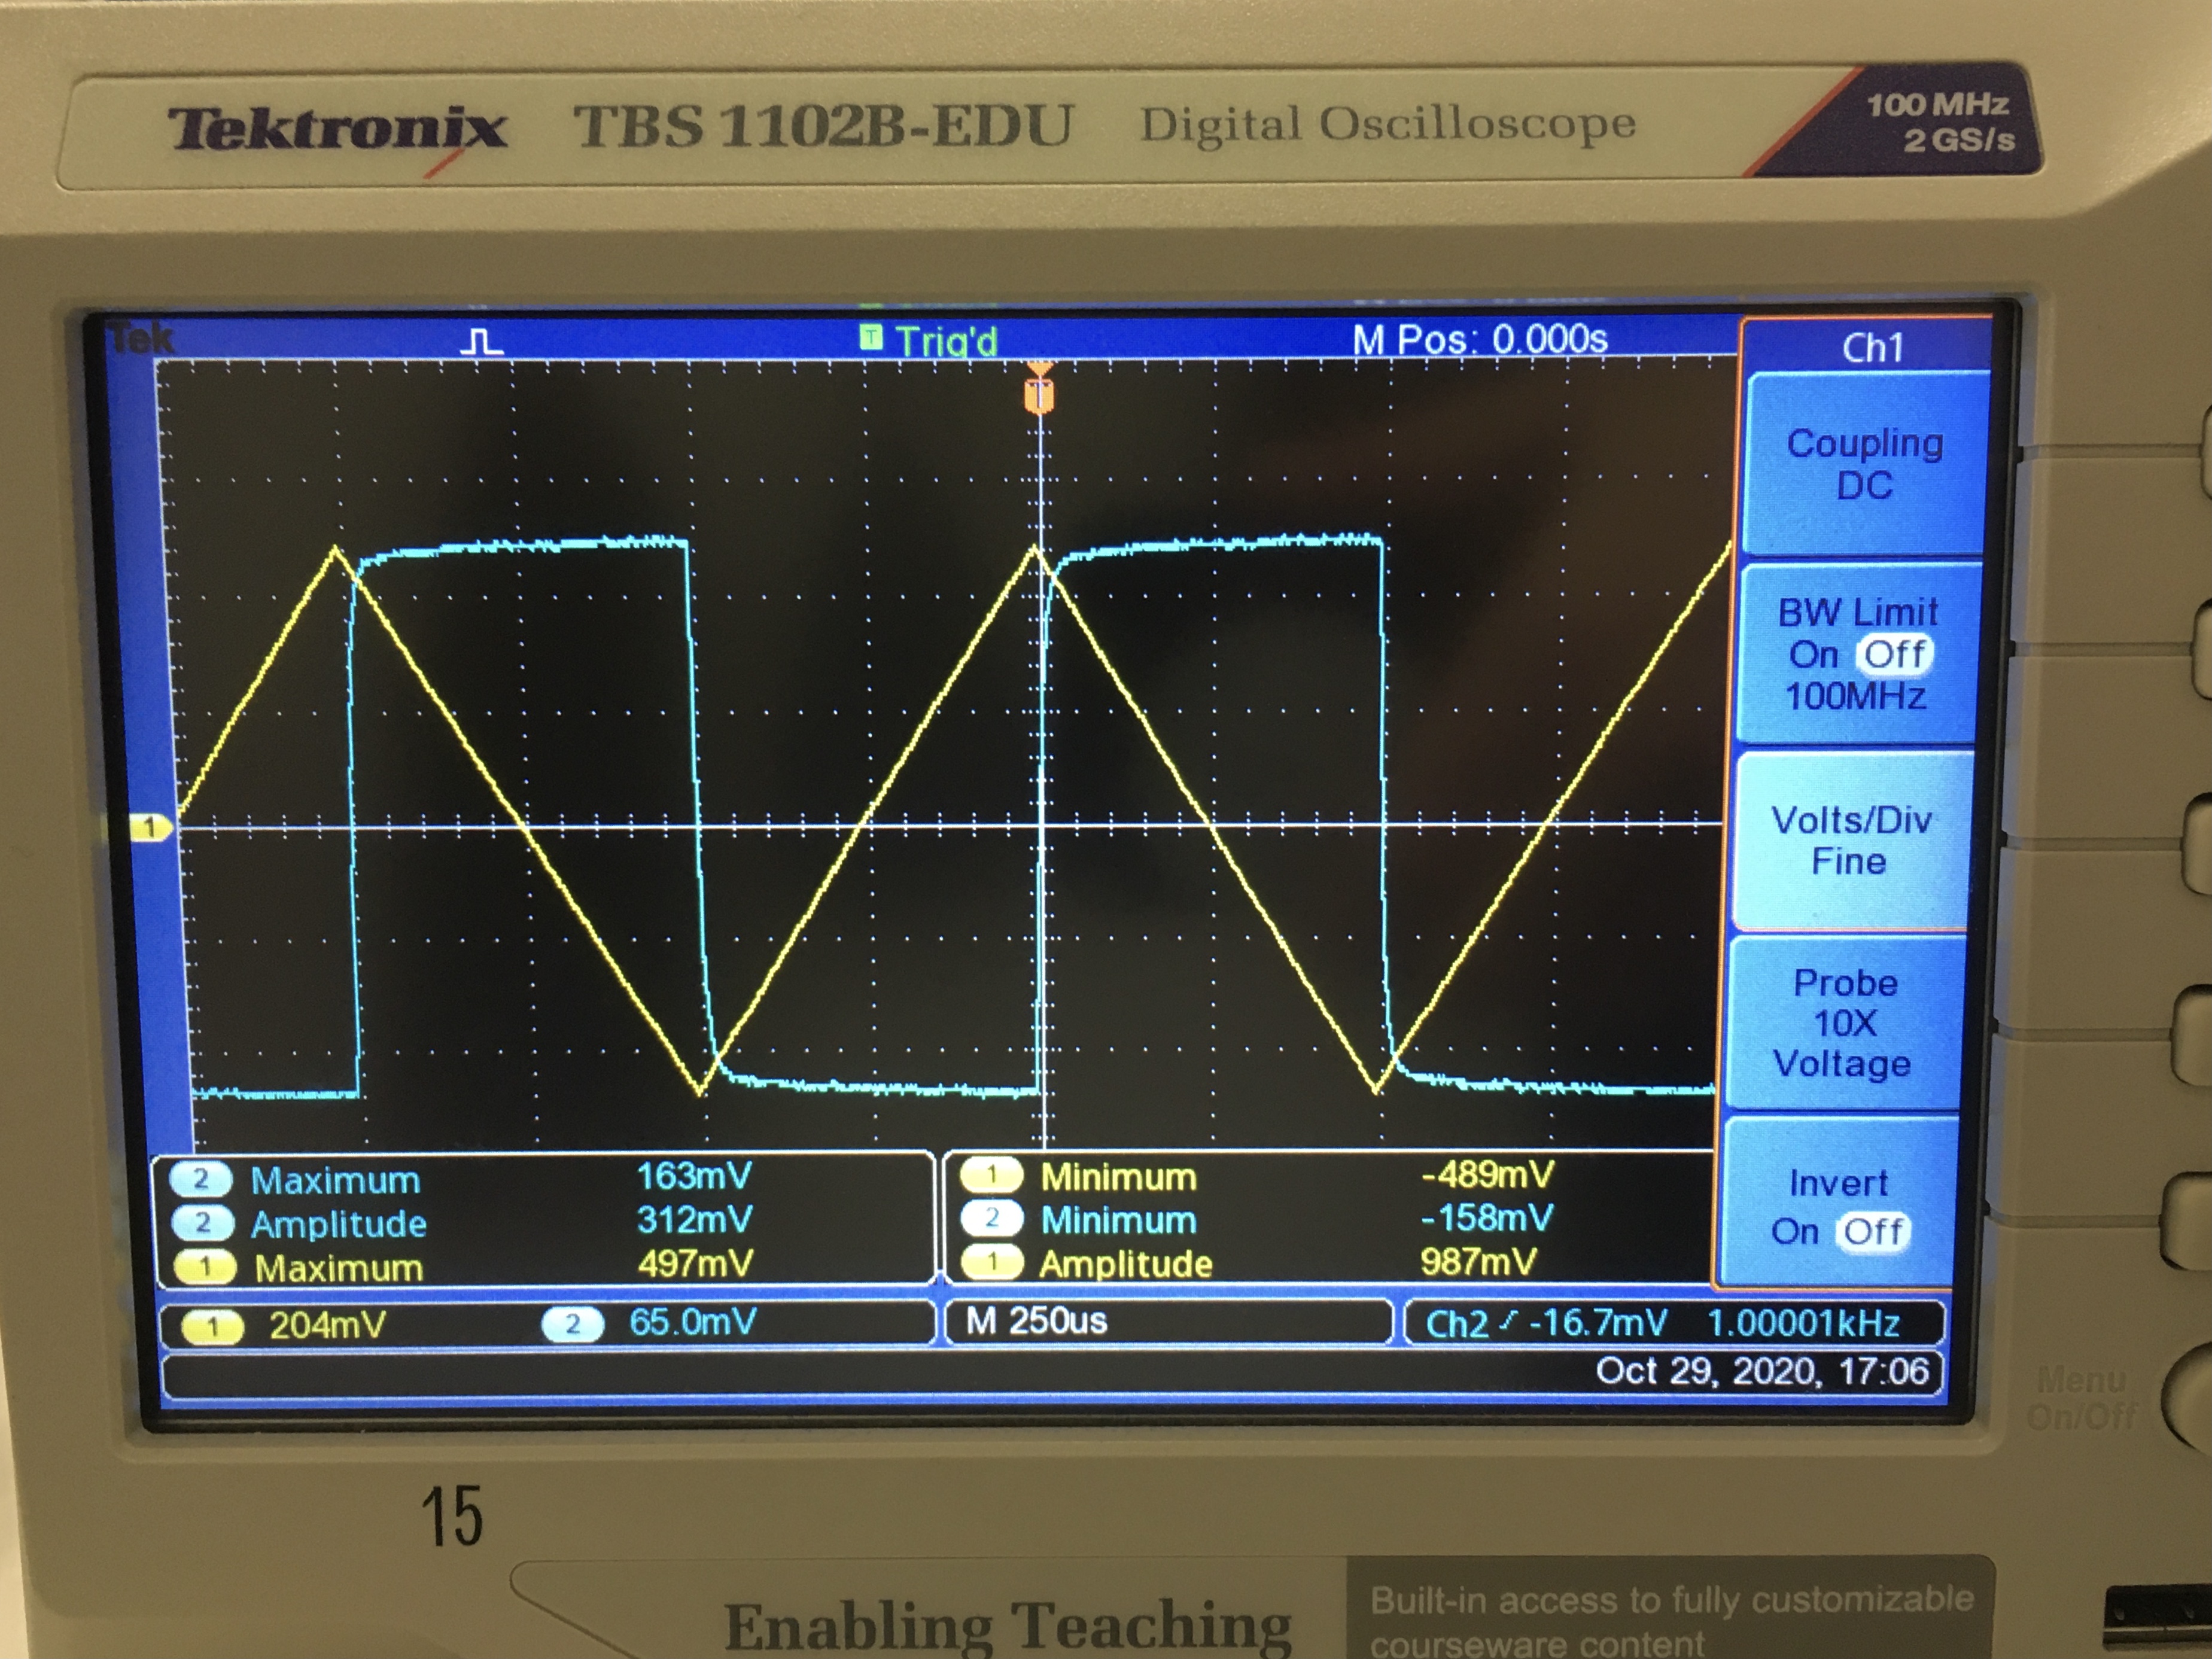 Tektronix TBS 1102B-EDU Digital Oscilloscope
100 MHz
2 GS/s
Tek T Trig'd M Pos: 0.000s
T
1
Ch1
Coupling
DC
BW Limit
On Off
100MHz
Volts/Div
Fine
Probe
10X
Voltage
Invert
On Off
2 Maximum 163mV 1 Minimum -489mV
2 Amplitude 312mV 2 Minimum -158mV
1 Maximum 497mV 1 Amplitude 987mV
1 204mV 2 65.0mV M 250us Ch2 -16.7mV 1.00001kHz
Oct 29, 2020, 17:06
Menu
On/Off
15
Enabling Teaching
Built-in access to fully customizable
courseware content